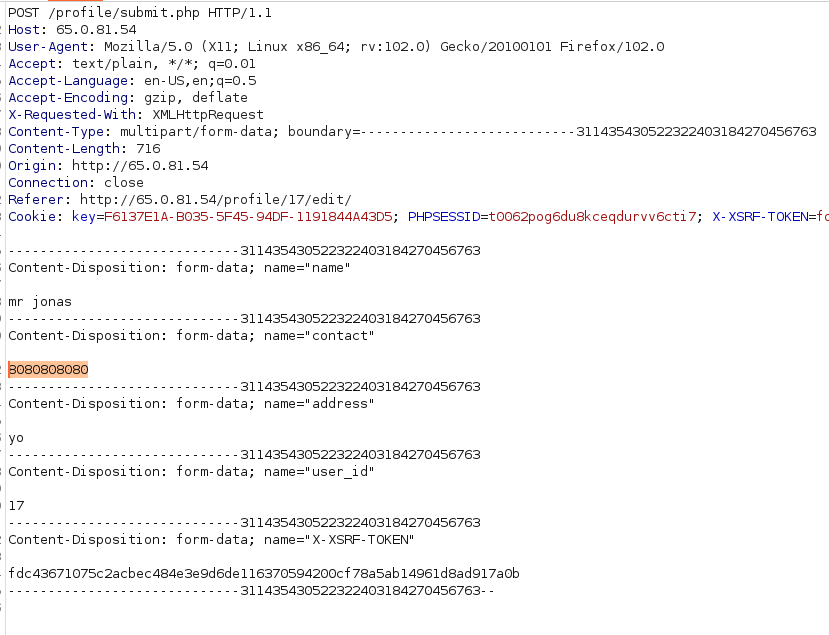 POST /profile/submit.php HTTP/1.1
Host: 65.0.81.54
User-Agent: Mozilla/5.0 (X11; Linux x86_64; rv:102.0) Gecko/20100101 Firefox/102.0
Accept: text/plain, */*; q=0.01
Accept-Language: en-US,en;q=0.5
Accept-Encoding: gzip, deflate
X-Requested-With: XMLHttpRequest
Content-Type: multipart/form-data; boundary=---------------------------311435430522322403184270456763
Content-Length: 716
Origin: http://65.0.81.54
Connection: close
Referer: http://65.0.81.54/profile/17/edit/
Cookie: key=F6137E1A-B035-5F45-94DF-1191844A43D5; PHPSESSID=t0062pog6du8kceqdurvv6cti7; X-XSRF-TOKEN=
-----------------------------311435430522322403184270456763
Content-Disposition: form-data; name="name"
mr jonas
-----------------------------311435430522322403184270456763
Content-Disposition: form-data; name="contact"
8080808080
-----------------------------311435430522322403184270456763
Content-Disposition: form-data; name="address"
yo
-----------------------------311435430522322403184270456763
Content-Disposition: form-data; name="user_id"
17
-----------------------------311435430522322403184270456763
Content-Disposition: form-data; name="X-XSRF-TOKEN"
fdc43671075c2acbec484e3e9d6de116370594200cf78a5ab14961d8ad917a0b
-----------------------------311435430522322403184270456763--